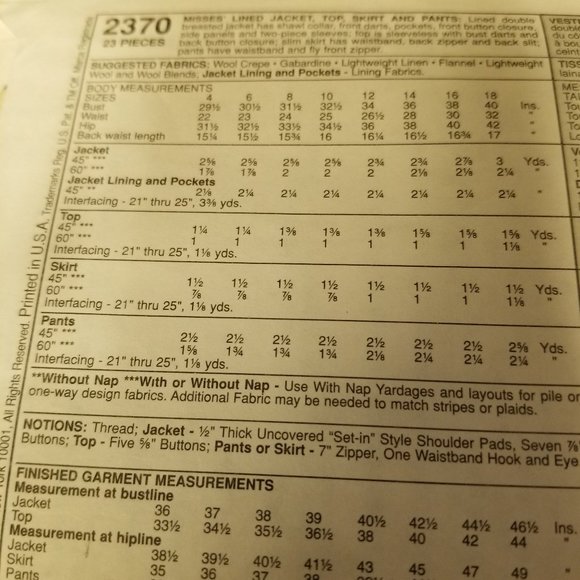 2370
23 PIECES
MISSES' LINED JACKET, TOP, SKIRT AND PANTS: Lined double
breasted jacket has shawl collar, front darts, pockets, front button closure,
side panels and two-piece sleeves; top is sleeveless with bust darts and
back button closure; slim skirt has waistband, back zipper and back slit;
pants have waistband and fly front zipper.
SUGGESTED FABRICS: Wool Crepe • Gabardine • Lightweight Linen • Flannel • Lightweight
Wool and Wool Blends, Jacket Lining and Pockets - Lining Fabrics.
BODY MEASUREMENTS
SIZES 4 6 8 10 12 14 16 18
Bust 29½ 30½ 31½ 32½ 34 36 38 40 Ins.
Waist 22 23 24 25 26½ 28 30 32 "
Hip 31½ 32½ 33½ 34½ 36 38 40 42 "
Back waist length 15¼ 15½ 15¾ 16 16¼ 16½ 16¾ 17 "
Jacket
45" *** 2⅝ 2⅝ 2⅝ 2⅝ 2¾ 2¾ 2⅞ 3 Yds.
60" *** 1⅞ 1⅞ 2 2 2⅛ 2¼ 2¼ 2¼ "
Jacket Lining and Pockets
45" ** 2⅛ 2¼ 2¼ 2¼ 2¼ 2¼ 2¼ 2¼ "
Interfacing - 21" thru 25", 3⅜ yds.
Top
45" *** 1¼ 1¼ 1⅜ 1⅜ 1⅜ 1⅜ 1⅝ 1⅝ Yds.
60" *** 1 1 1 1 1 1 1 1⅛ "
Interfacing - 21" thru 25", 1⅛ yds.
Skirt
45" *** 1½ 1½ 1½ 1½ 1½ 1½ 1½ 1½ Yds.
60" *** ⅞ ⅞ ⅞ ⅞ 1 1 1 1⅛ "
Interfacing - 21" thru 25", 1⅛ yds.
Pants
45" *** 2½ 2½ 2½ 2½ 2½ 2½ 2½ 2⅝ Yds.
60" *** 1⅝ 1¾ 1¾ 1¾ 2⅛ 2¼ 2¼ 2¼ "
Interfacing - 21" thru 25", 1⅛ yds.
**Without Nap ***With or Without Nap - Use With Nap Yardages and layouts for pile or
one-way design fabrics. Additional Fabric may be needed to match stripes or plaids.
NOTIONS: Thread; Jacket - ½" Thick Uncovered "Set-in" Style Shoulder Pads, Seven ⅞
Buttons; Top - Five ⅝" Buttons; Pants or Skirt - 7" Zipper, One Waistband Hook and Eye
FINISHED GARMENT MEASUREMENTS
Measurement at bustline
Jacket 36 37 38 39 40½ 42½ 44½ 46½ Ins.
Top 33½ 34½ 35½ 36½ 38 40 42 44 "
Measurement at hipline
Jacket 38½ 39½ 40½ 41½ 43 45 47 49 "
Skirt 35 36 37 38
Pants
10001. All Rights Reserved. Printed in U.S.A. Trademarks Reg. U.S. Pat. & TM Off.